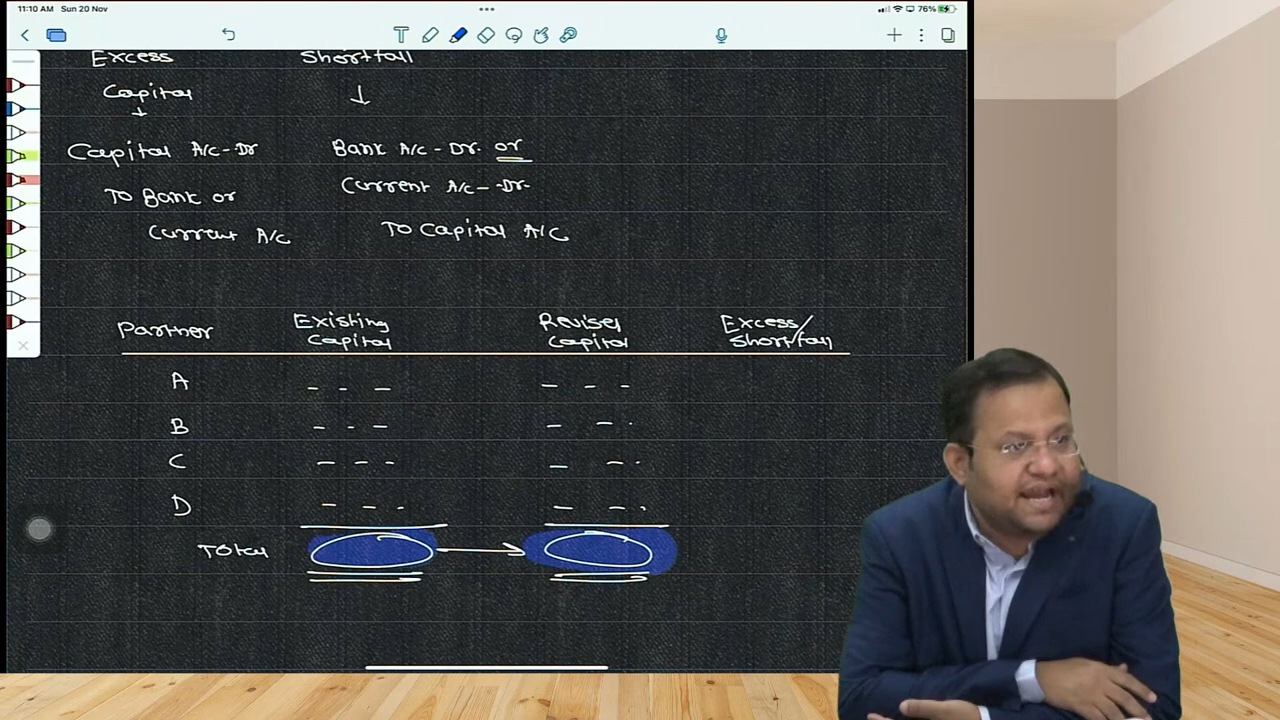 11:10 AM Sun 20 Nov
76%
Excess Shortfall
Capital
Capital A/c-Dr Bank A/c - Dr. or
To Bank or Current A/c - Dr.
Current A/c To Capital A/c
Partner Existing Capital Revised Capital Excess/ Shortfall
A
B
C
D
Total